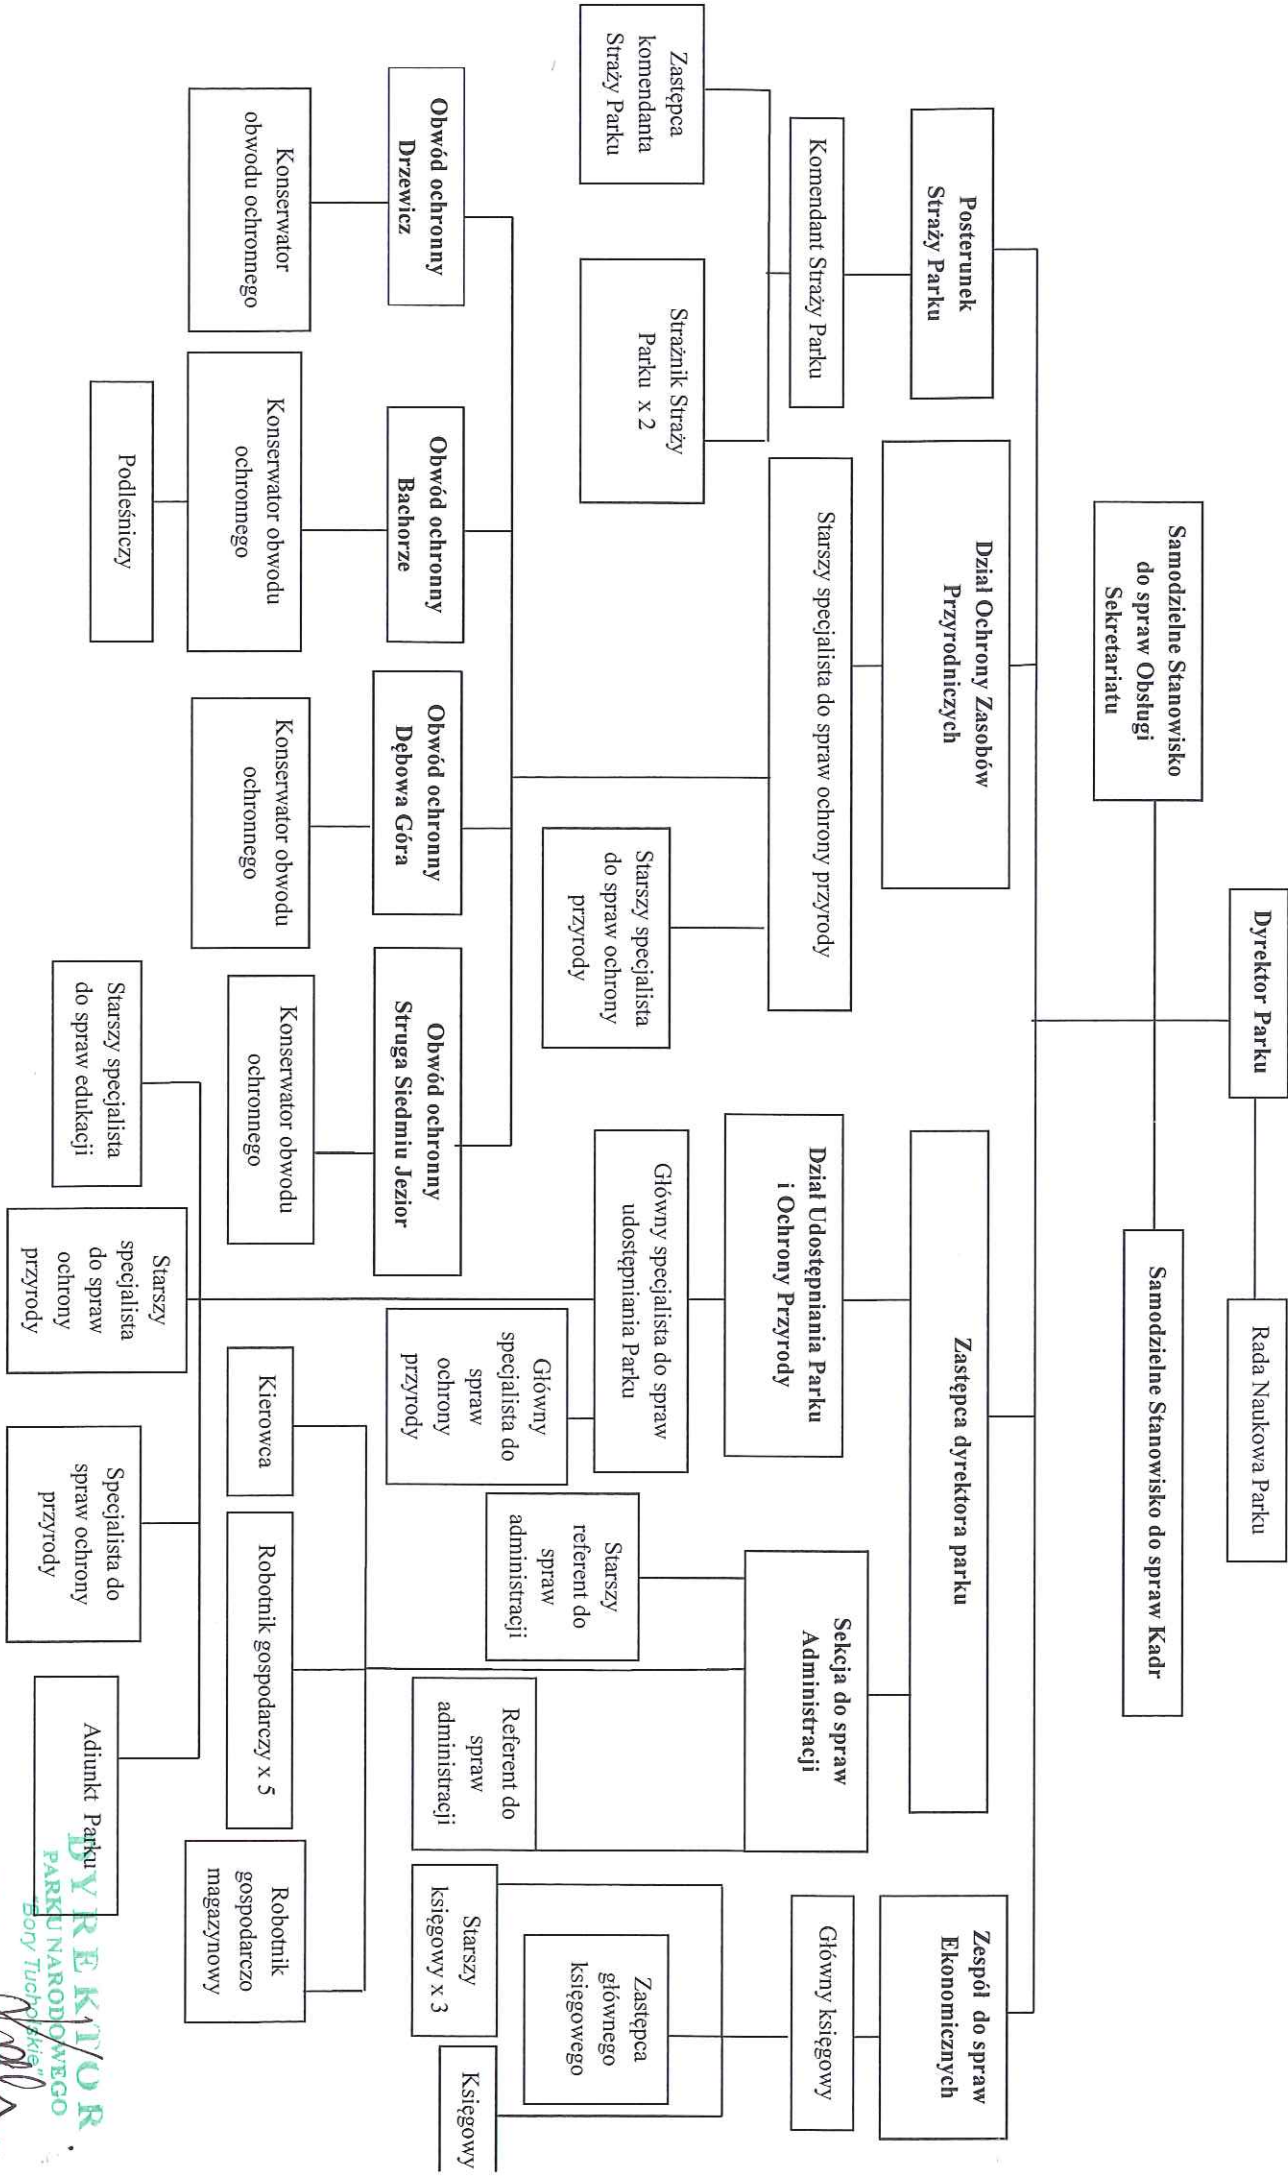 Dyrektor Parku
Rada Naukowa Parku
Samodzielne Stanowisko
do spraw Obsługi
Sekretariatu
Samodzielne Stanowisko do spraw Kadr
Posterunek
Straży Parku
Dział Ochrony Zasobów
Przyrodniczych
Zastępca dyrektora parku
Zespół do spraw
Ekonomicznych
Komendant Straży Parku
Starszy specjalista do spraw ochrony przyrody
Dział Udostępniania Parku
i Ochrony Przyrody
Sekcja do spraw
Administracji
Główny księgowy
Zastępca
komendanta
Straży Parku
Strażnik Straży
Parku x 2
Starszy specjalista
do spraw ochrony
przyrody
Główny specjalista do spraw
udostępniania Parku
Starszy
referent do
spraw
administracji
Zastępca
głównego
księgowego
Główny
specjalista do
spraw
ochrony
przyrody
Referent do
spraw
administracji
Starszy
księgowy x 3
Księgowy
Obwód ochronny
Drzewicz
Obwód ochronny
Bachorze
Obwód ochronny
Dębowa Góra
Obwód ochronny
Struga Siedmiu Jezior
Konserwator
obwodu ochronnego
Konserwator obwodu
ochronnego
Konserwator obwodu
ochronnego
Konserwator obwodu
ochronnego
Kierowca
Robotnik gospodarczy x 5
Robotnik
gospodarczo
magazynowy
Podleśniczy
Starszy specjalista
do spraw edukacji
Starszy
specjalista
do spraw
ochrony
przyrody
Specjalista do
spraw ochrony
przyrody
Adiunkt Parku
DYREKTOR
PARKU NARODOWEGO
"Bory Tucholskie"